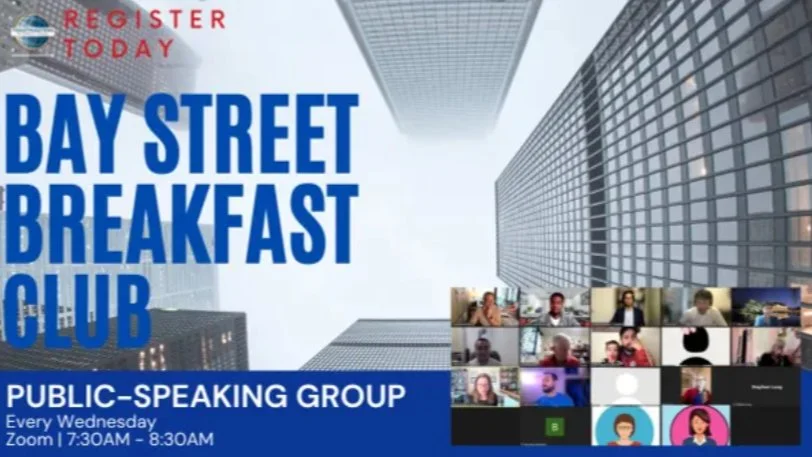 REGISTER
TODAY
BAY STREET
BREAKFAST
CLUB
PUBLIC-SPEAKING GROUP
Every Wednesday
Zoom | 7:30AM - 8:30AM
B